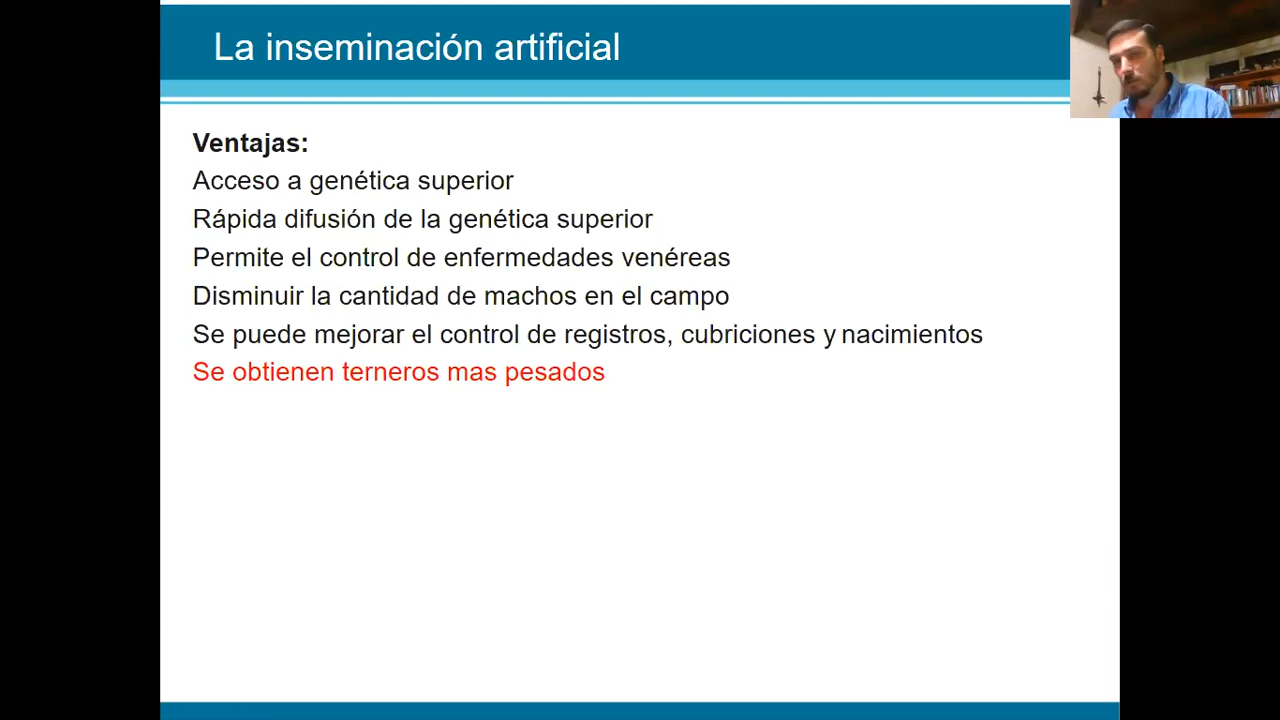 La inseminación artificial
Ventajas:
Acceso a genética superior
Rápida difusión de la genética superior
Permite el control de enfermedades venéreas
Disminuir la cantidad de machos en el campo
Se puede mejorar el control de registros, cubriciones y nacimientos
Se obtienen terneros mas pesados